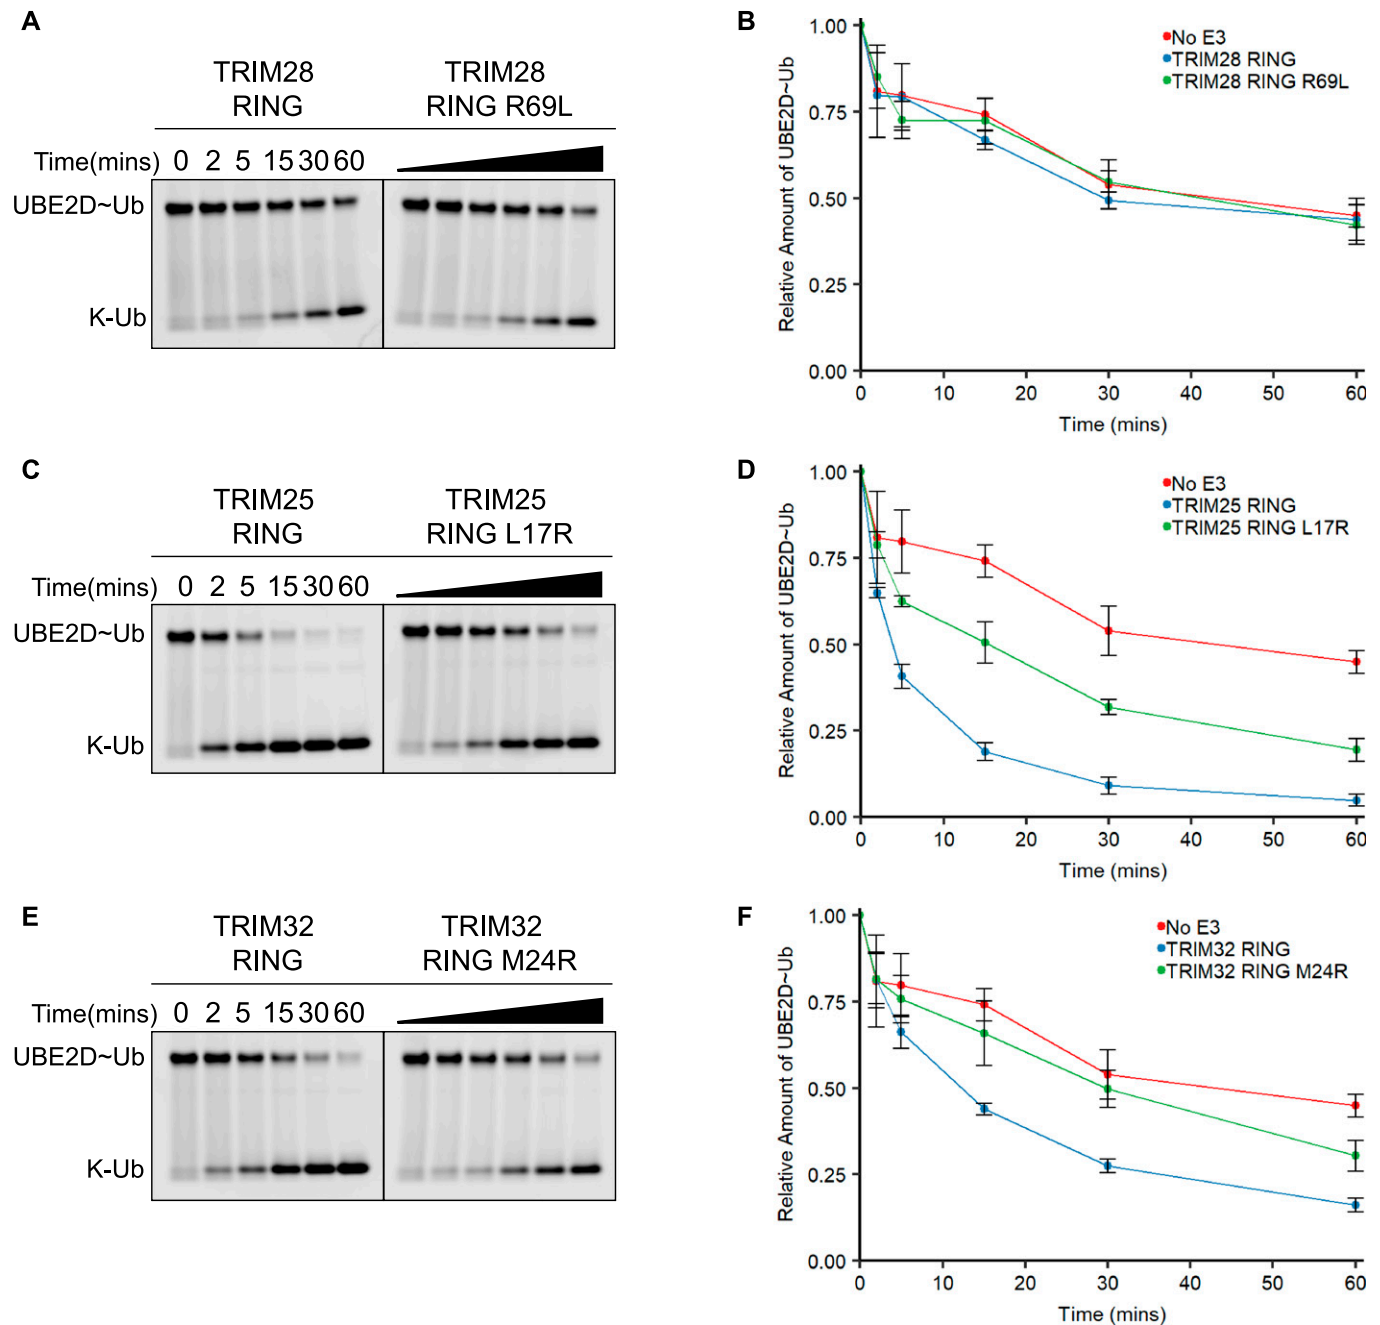 A
TRIM28
RING
TRIM28
RING R69L
Time(mins) 0 2 5 15 30 60
UBE2D~Ub
K-Ub
B
Relative Amount of UBE2D~Ub
1.00
0.75
0.50
0.25
0.00
0 10 20 30 40 50 60
Time (mins)
No E3
TRIM28 RING
TRIM28 RING R69L
C
TRIM25
RING
TRIM25
RING L17R
Time(mins) 0 2 5 15 30 60
UBE2D~Ub
K-Ub
D
Relative Amount of UBE2D~Ub
1.00
0.75
0.50
0.25
0.00
0 10 20 30 40 50 60
Time (mins)
No E3
TRIM25 RING
TRIM25 RING L17R
E
TRIM32
RING
TRIM32
RING M24R
Time(mins) 0 2 5 15 30 60
UBE2D~Ub
K-Ub
F
Relative Amount of UBE2D~Ub
1.00
0.75
0.50
0.25
0.00
0 10 20 30 40 50 60
Time (mins)
No E3
TRIM32 RING
TRIM32 RING M24R